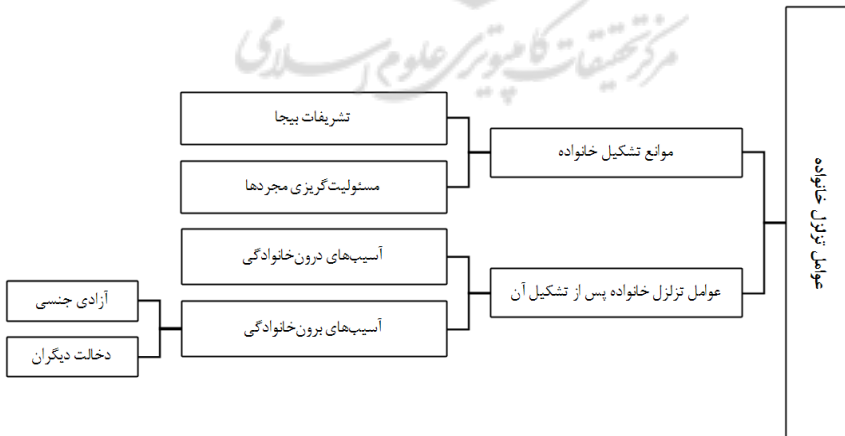 مرکز تحقیقات کامپیوتری علوم اسلامی
عوامل تزلزل خانواده
موانع تشکیل خانواده
تشریفات بیجا
مسئولیت‌گریزی مجردها
عوامل تزلزل خانواده پس از تشکیل آن
آسیب‌های درون‌خانوادگی
آسیب‌های برون‌خانوادگی
آزادی جنسی
دخالت دیگران